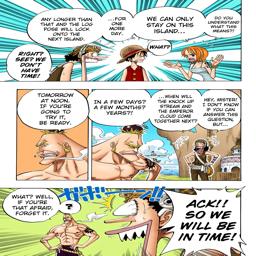 DO YOU
UNDERSTAND
WHAT THIS
MEANS?!
WE CAN
ONLY STAY
ON THIS
ISLAND...
WHAT?
...FOR
ONE
MORE
DAY.
ANY LONGER
THAN THAT
AND THE LOG
POSE WILL LOCK
ONTO THE
NEXT ISLAND.
RIGHT,
SEE? WE
DON'T
HAVE
TIME!
HEY, MISTER!
I DON'T KNOW
IF YOU CAN
ANSWER THIS
QUESTION,
BUT...
...WHEN WILL
THE KNOCK UP
STREAM AND
THE EMPEROR
CLOUD COME
TOGETHER
NEXT?!
IN A FEW DAYS?
A FEW MONTHS?
YEARS?!
TOMORROW
AT NOON.
IF YOU'RE
GOING TO
TRY IT,
BE READY.
ACK!!
SO WE
WILL BE
IN TIME!
?
WHAT? WELL,
IF YOU'RE
THAT AFRAID,
FORGET IT.